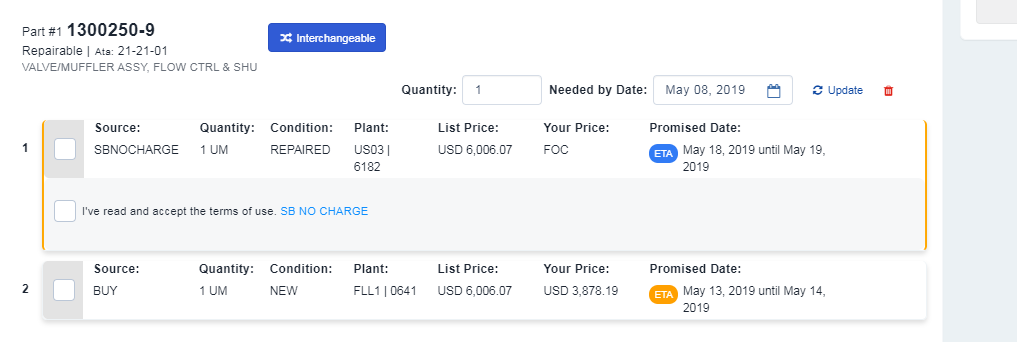 Part #1 1300250-9
Interchangeable
Repairable | Ata: 21-21-01
VALVE/MUFFLER ASSY, FLOW CTRL & SHU
Quantity: 1 Needed by Date: May 08, 2019 Update
1
Source: Quantity: Condition: Plant: List Price: Your Price: Promised Date:
SBNOCHARGE 1 UM REPAIRED US03 | USD 6,006.07 FOC ETA May 18, 2019 until May 19,
6182 2019
I've read and accept the terms of use. SB NO CHARGE
2
Source: Quantity: Condition: Plant: List Price: Your Price: Promised Date:
BUY 1 UM NEW FLL1 | 0641 USD 6,006.07 USD 3,878.19 ETA May 13, 2019 until May 14,
2019